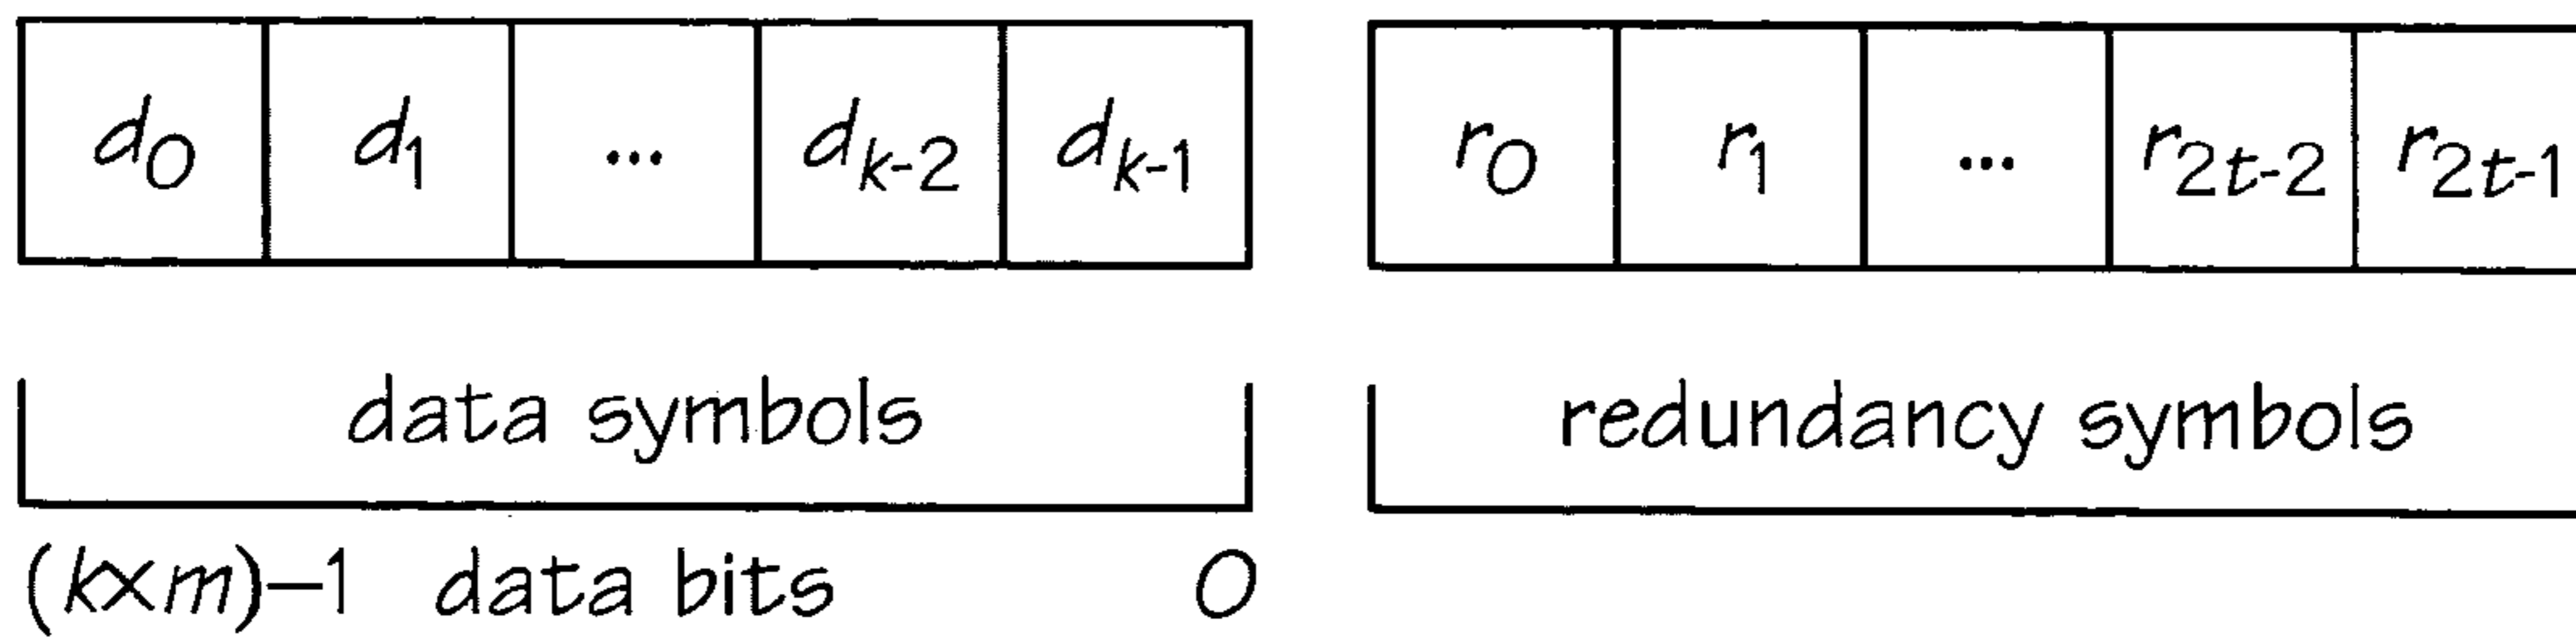 d0 d1 ... dk-2 dk-1 r0 r1 ... r2t-2 r2t-1
data symbols redundancy symbols
(k×m)–1 data bits 0